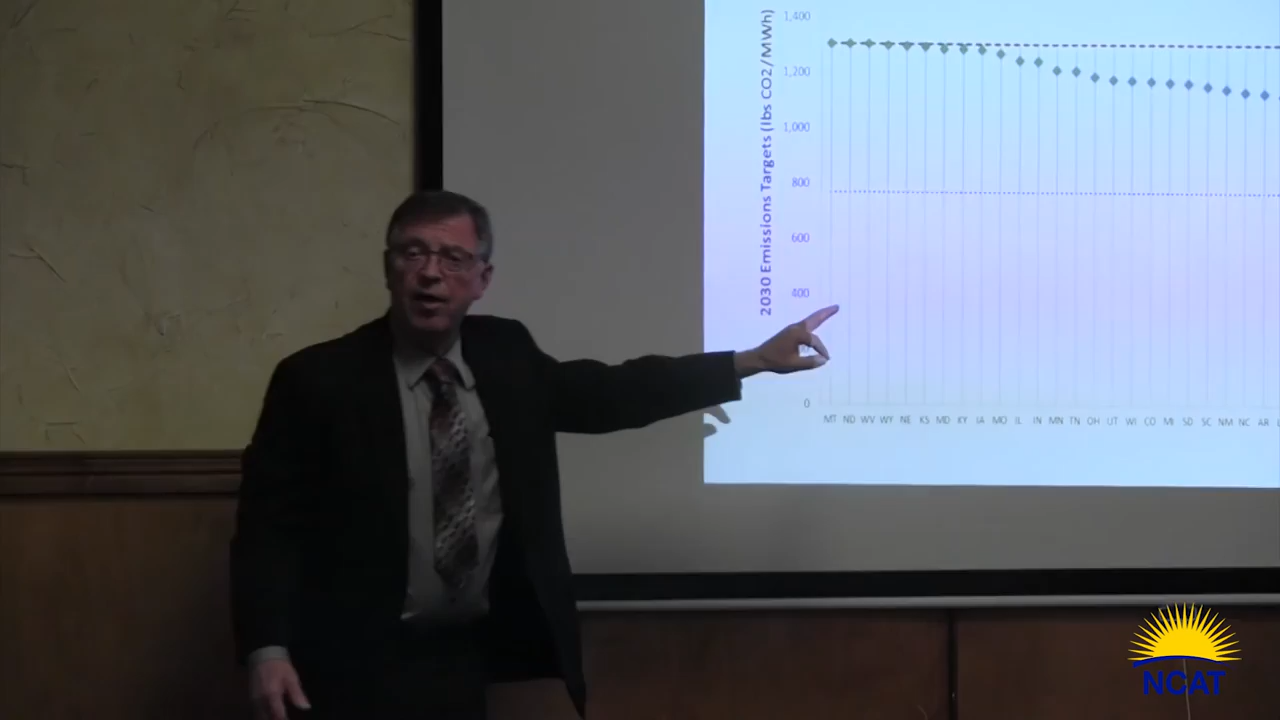 2030 Emissions Targets (lbs CO2/MWh)
1,400
1,200
1,000
800
600
400
0
MT ND WV WY NE KS MD KY IA MO IL IN MN TN OH UT WI CO MI SD SC NM NC AR
NCAT